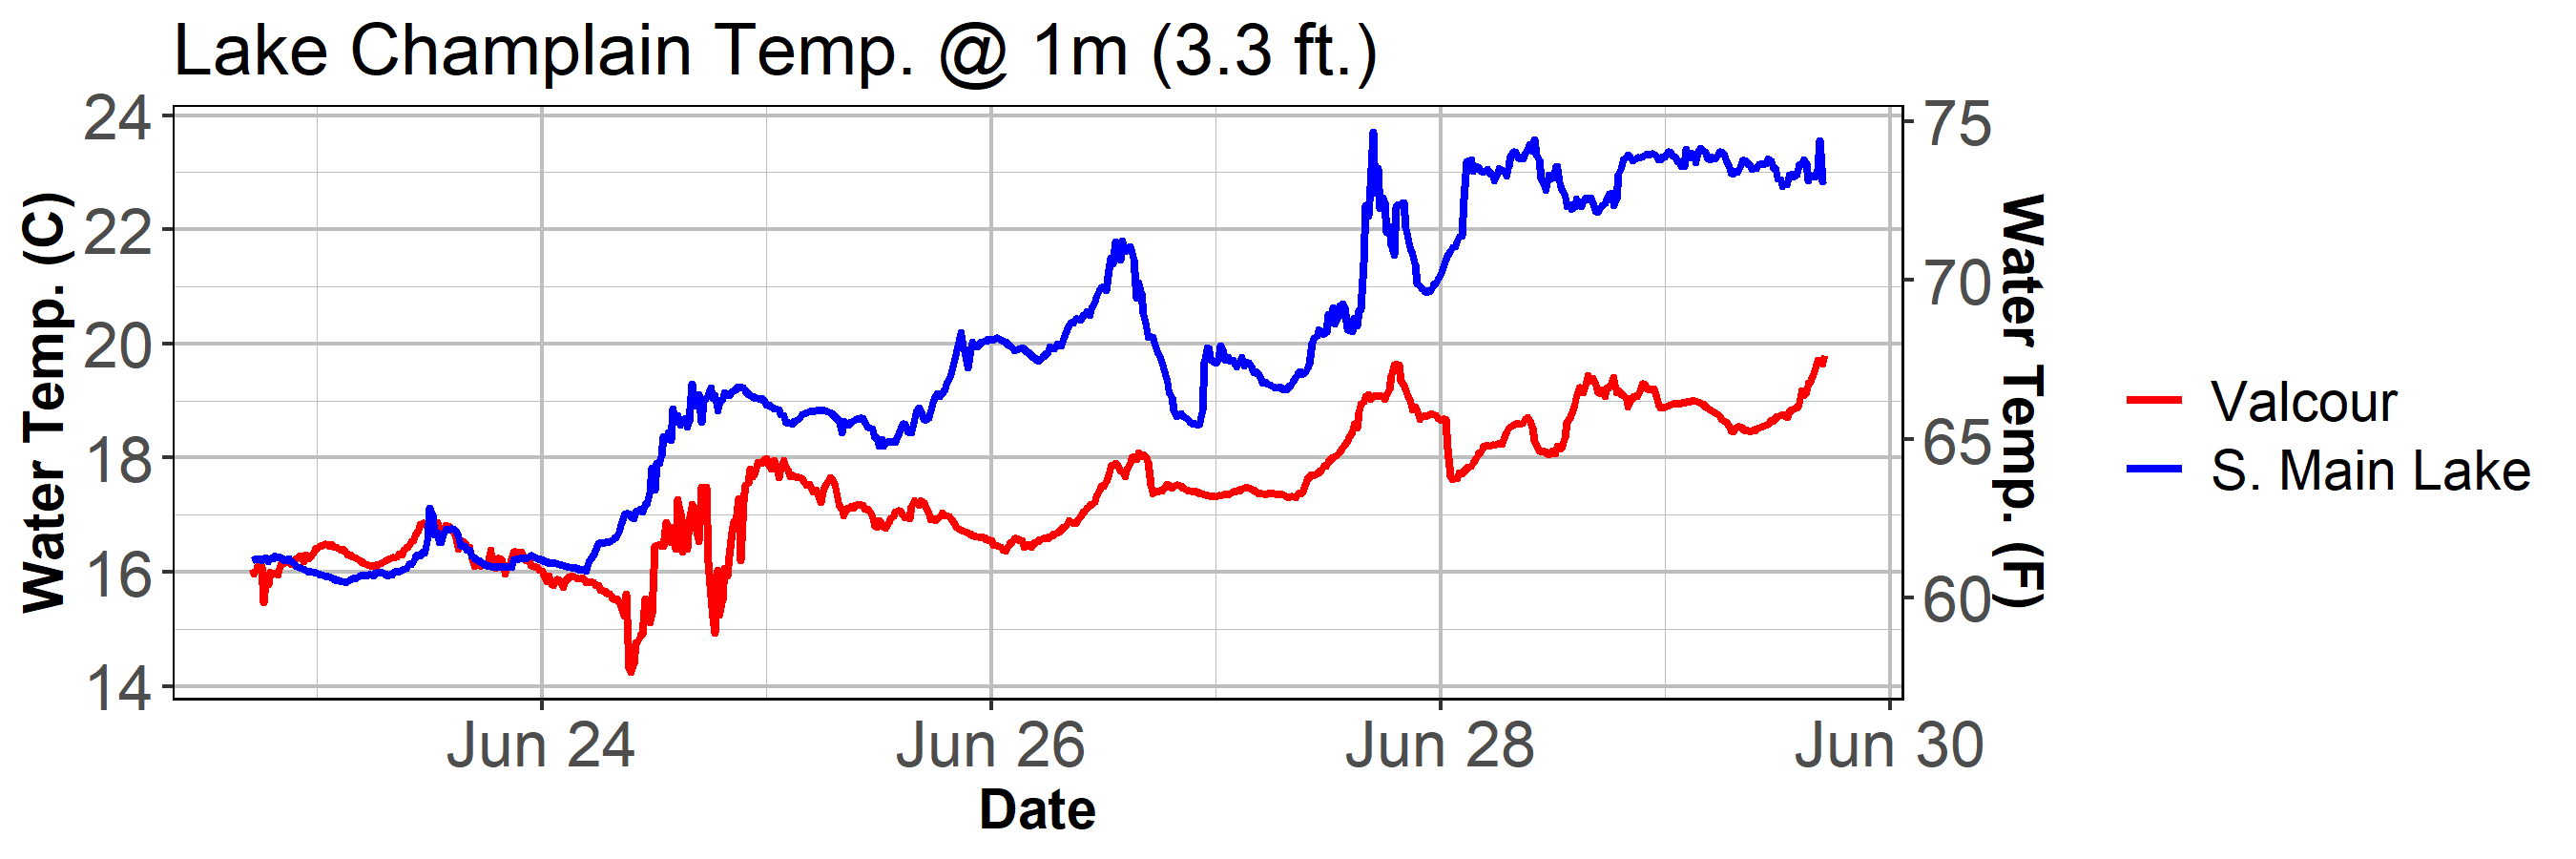 Lake Champlain Temp. @ 1m (3.3 ft.)
24
22
20
18
16
14
Water Temp. (C)
75
70
65
60
Water Temp. (F)
Jun 24
Jun 26
Jun 28
Jun 30
Date
Valcour
S. Main Lake